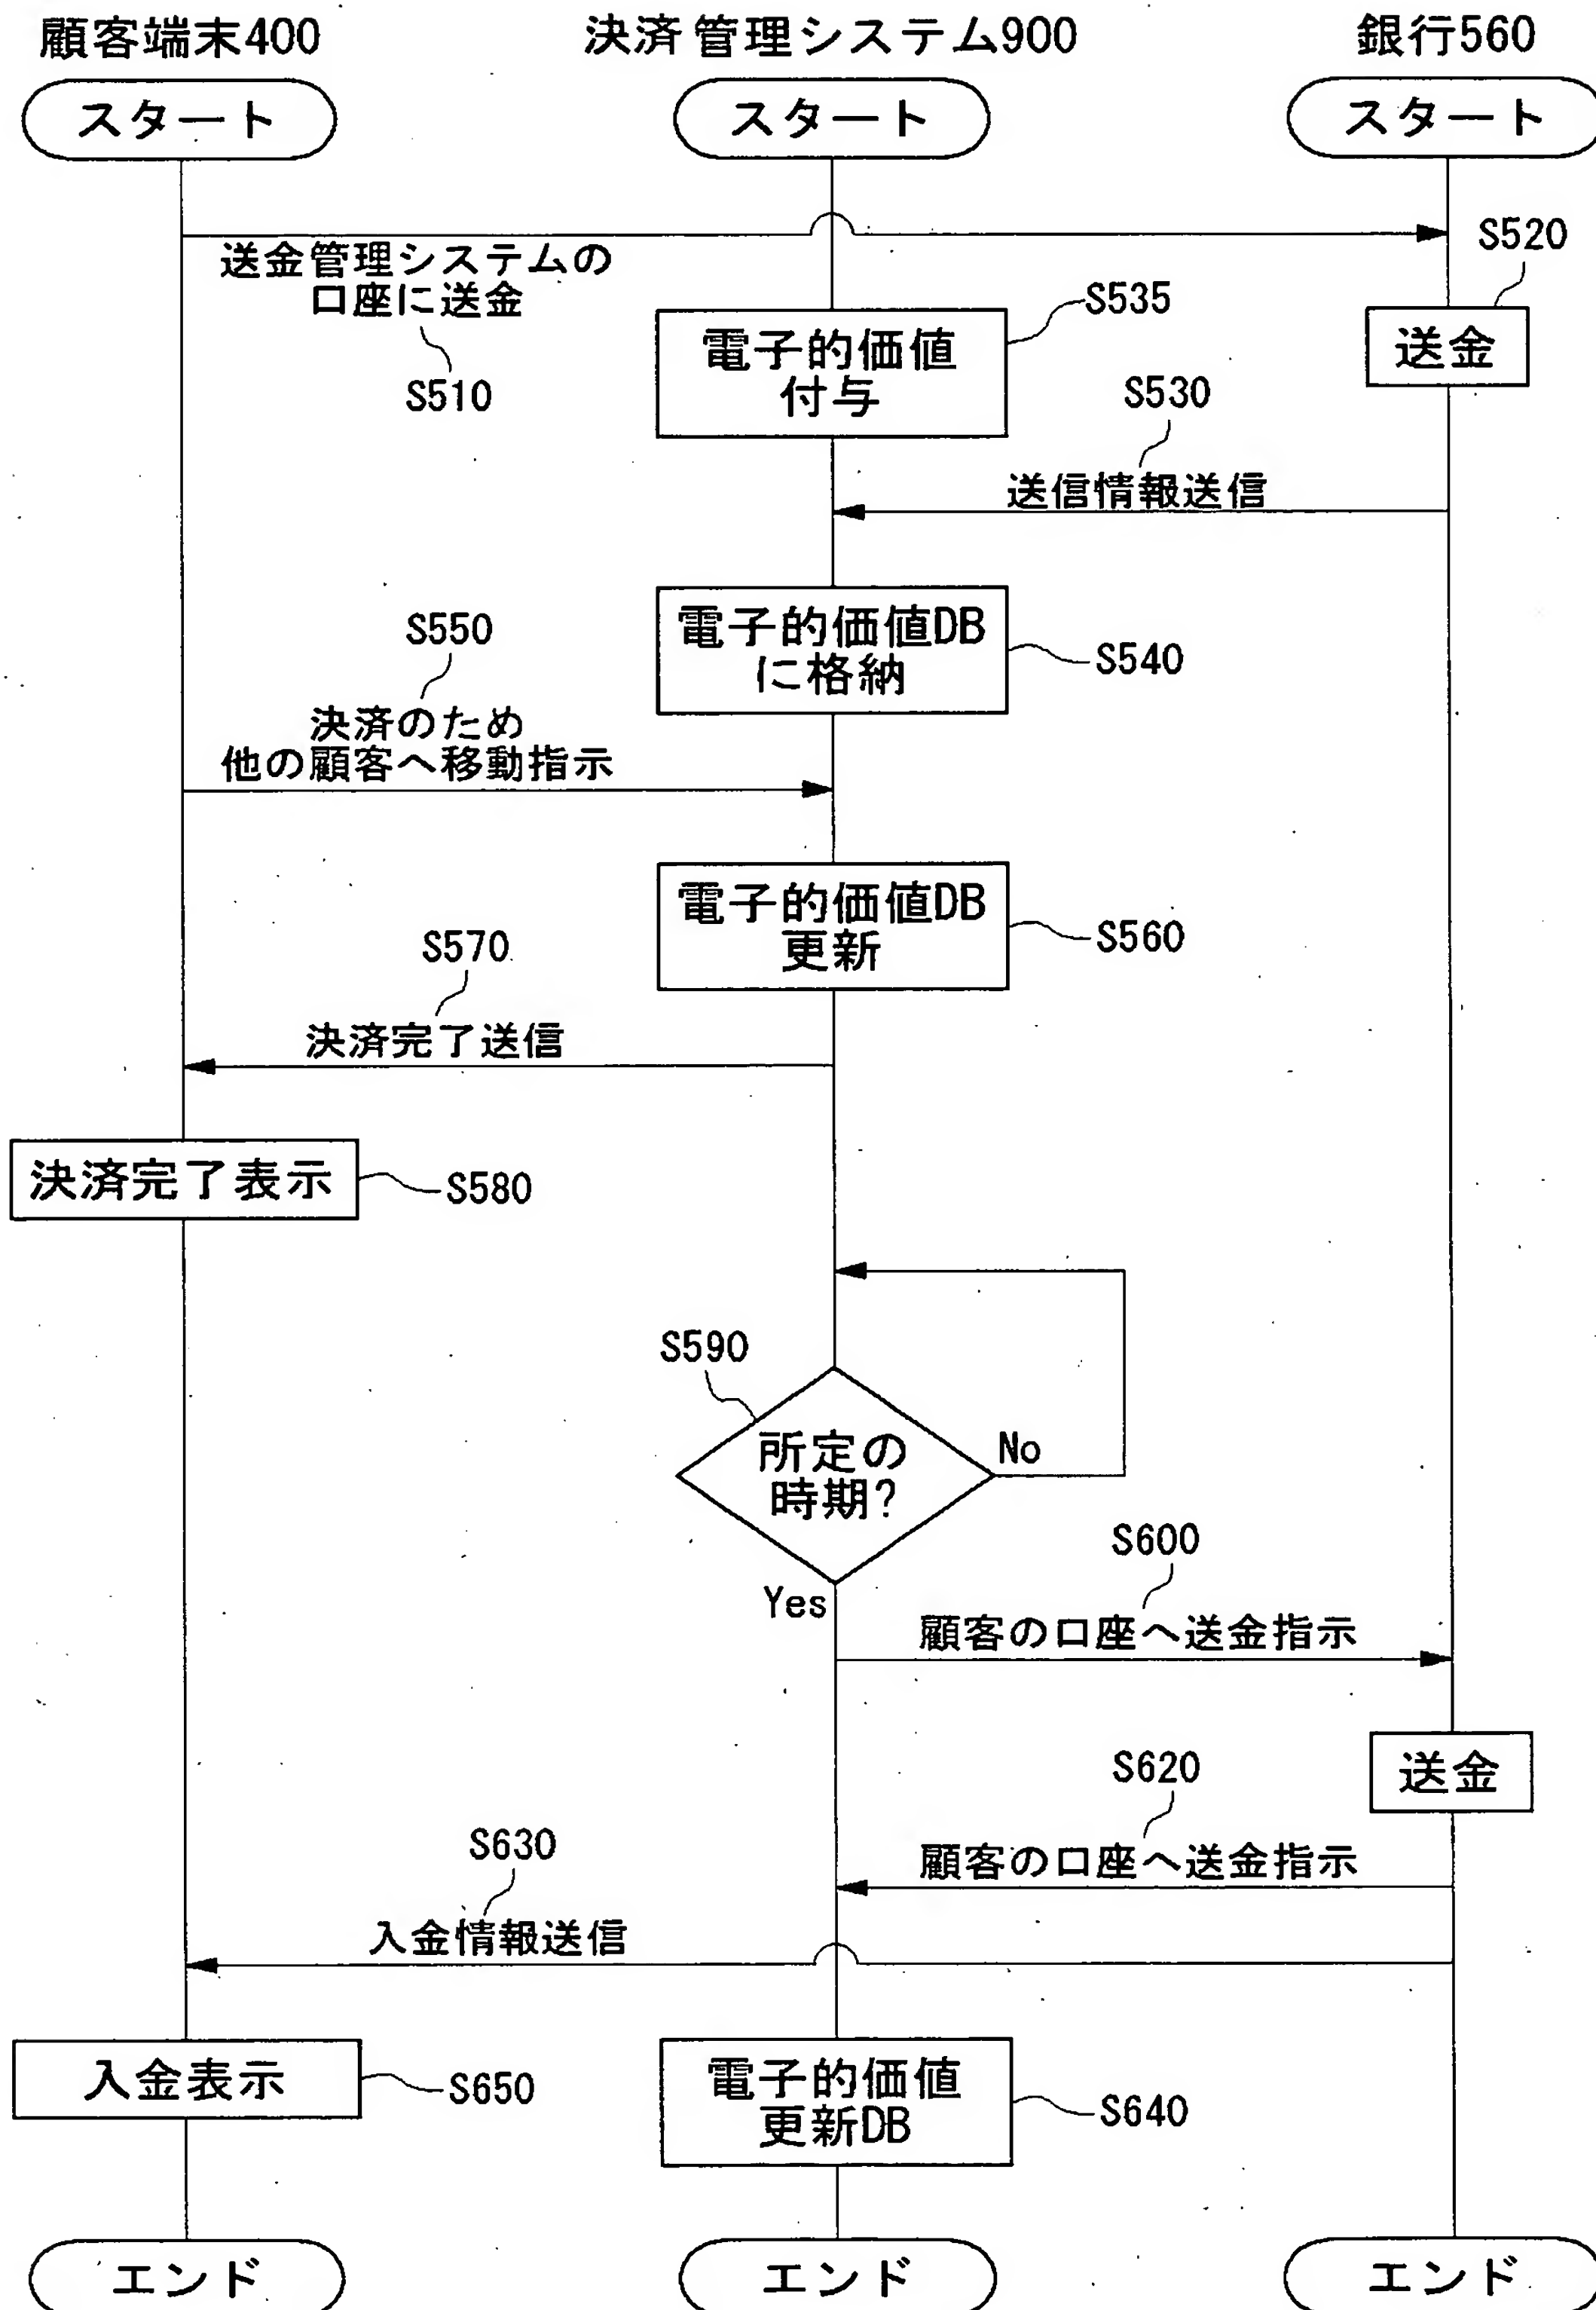 顧客端末400
決済管理システム900
銀行560
スタート
スタート
スタート
送金管理システムの
口座に送金
S510
S520
送金
S535
電子的価値
付与
S530
送信情報送信
電子的価値DB
に格納
S540
S550
決済のため
他の顧客へ移動指示
電子的価値DB
更新
S560
S570
決済完了送信
決済完了表示
S580
S590
所定の
時期?
No
Yes
S600
顧客の口座へ送金指示
送金
S620
顧客の口座へ送金指示
S630
入金情報送信
入金表示
S650
電子的価値
更新DB
S640
エンド
エンド
エンド